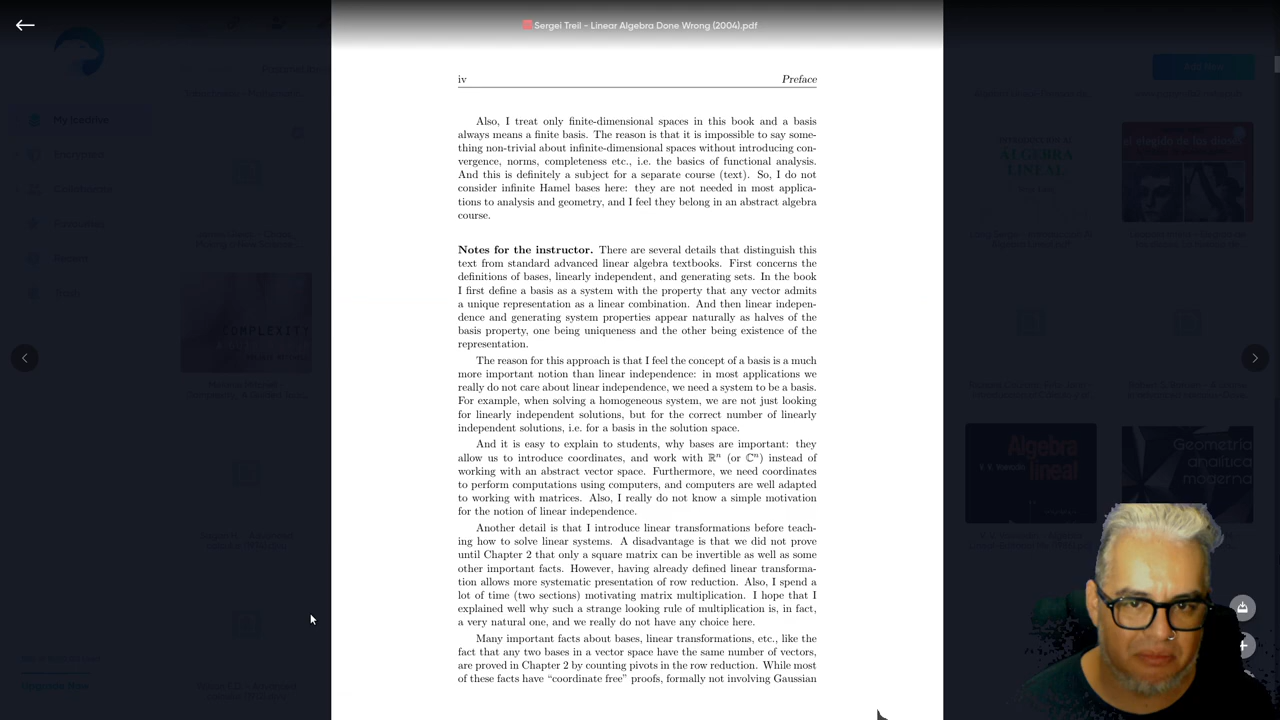 Sergei Treil – Linear Algebra Done Wrong (2004).pdf
iv
Preface
Also, I treat only finite-dimensional spaces in this book and a basis
always means a finite basis. The reason is that it is impossible to say some-
thing non-trivial about infinite-dimensional spaces without introducing con-
vergence, norms, completeness etc., i.e. the basics of functional analysis.
And this is definitely a subject for a separate course (text). So, I do not
consider infinite Hamel bases here: they are not needed in most applica-
tions to analysis and geometry, and I feel they belong in an abstract algebra
course.
Notes for the instructor. There are several details that distinguish this
text from standard advanced linear algebra textbooks. First concerns the
definitions of bases, linearly independent, and generating sets. In the book
I first define a basis as a system with the property that any vector admits
a unique representation as a linear combination. And then linear indepen-
dence and generating system properties appear naturally as halves of the
basis property, one being uniqueness and the other being existence of the
representation.
The reason for this approach is that I feel the concept of a basis is a much
more important notion than linear independence: in most applications we
really do not care about linear independence, we need a system to be a basis.
For example, when solving a homogeneous system, we are not just looking
for linearly independent solutions, but for the correct number of linearly
independent solutions, i.e. for a basis in the solution space.
And it is easy to explain to students, why bases are important: they
allow us to introduce coordinates, and work with ℝⁿ (or ℂⁿ) instead of
working with an abstract vector space. Furthermore, we need coordinates
to perform computations using computers, and computers are well adapted
to working with matrices. Also, I really do not know a simple motivation
for the notion of linear independence.
Another detail is that I introduce linear transformations before teach-
ing how to solve linear systems. A disadvantage is that we did not prove
until Chapter 2 that only a square matrix can be invertible as well as some
other important facts. However, having already defined linear transforma-
tion allows more systematic presentation of row reduction. Also, I spend a
lot of time (two sections) motivating matrix multiplication. I hope that I
explained well why such a strange looking rule of multiplication is, in fact,
a very natural one, and we really do not have any choice here.
Many important facts about bases, linear transformations, etc., like the
fact that any two bases in a vector space have the same number of vectors,
are proved in Chapter 2 by counting pivots in the row reduction. While most
of these facts have “coordinate free” proofs, formally not involving Gaussian
COMPLEXITY
Algebra
lineal
Geometria
analitica
moderna